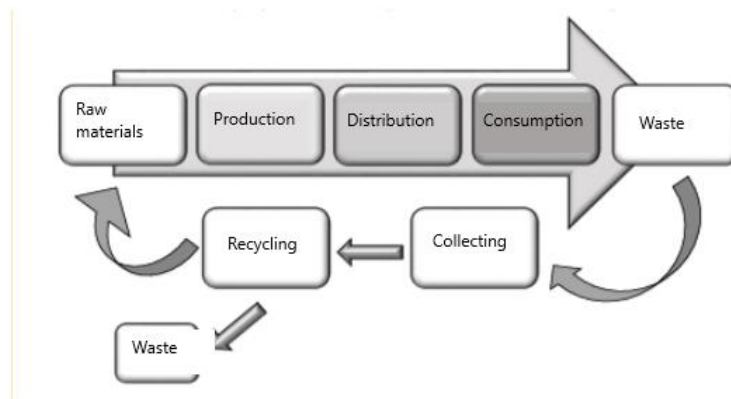 Raw
materials
Production
Distribution
Consumption
Waste
Recycling
Collecting
Waste